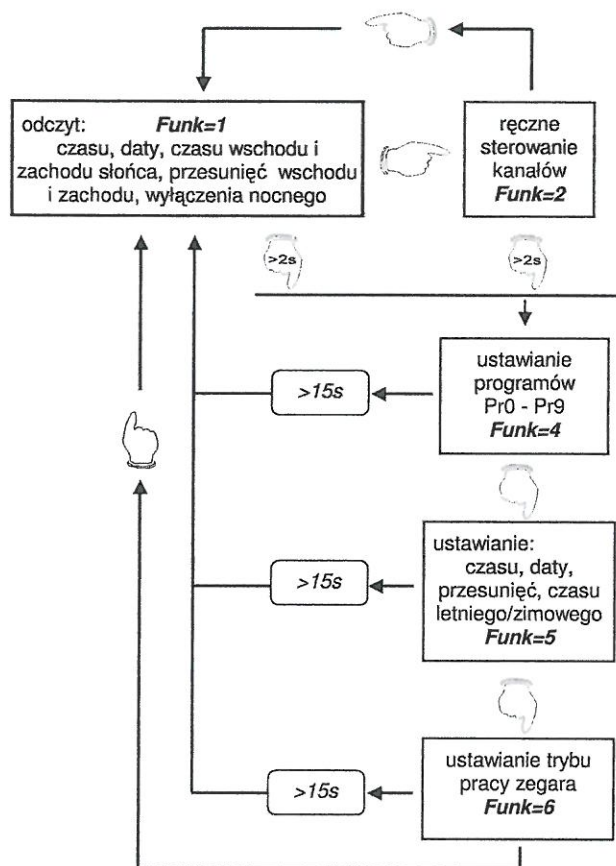 odczyt: Funk=1
czasu, daty, czasu wschodu i
zachodu słońca, przesunięć wschodu
i zachodu, wyłączenia nocnego
ręczne
sterowanie
kanałów
Funk=2
>2s
>2s
ustawianie
programów
Pr0 - Pr9
Funk=4
>15s
ustawianie:
czasu, daty,
przesunięć, czasu
letniego/zimowego
Funk=5
>15s
ustawianie trybu
pracy zegara
Funk=6
>15s